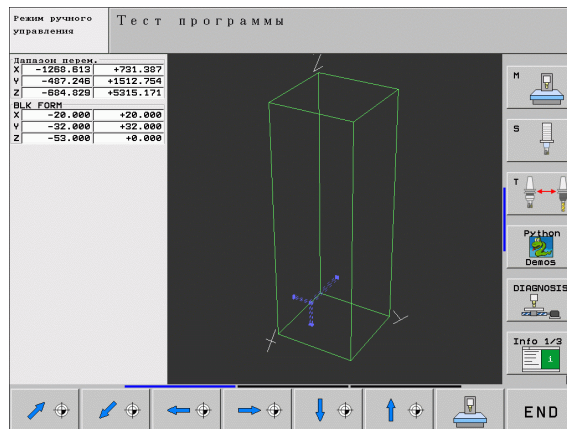 Режим ручного
управления
Тест программы
Диапазон перем.
X -1268.613 +731.387
Y -487.246 +1512.754
Z -684.829 +5315.171
BLK FORM
X -20.000 +20.000
Y -32.000 +32.000
Z -53.000 +0.000
Z
X
Y
M
S
T
Python
Demos
DIAGNOSIS
Info 1/3
i
END